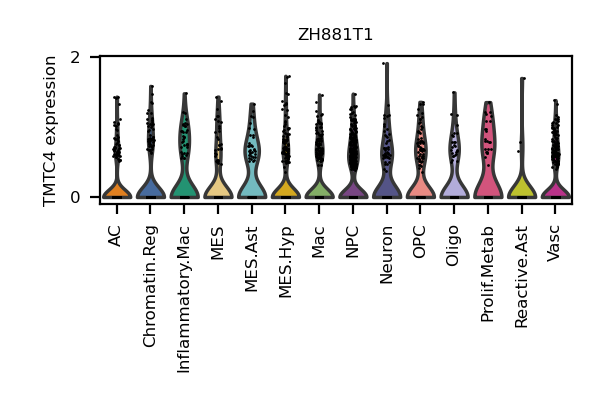 ZH881T1
TMTC4 expression
2
0
AC
Chromatin.Reg
Inflammatory.Mac
MES
MES.Ast
MES.Hyp
Mac
NPC
Neuron
OPC
Oligo
Prolif.Metab
Reactive.Ast
Vasc